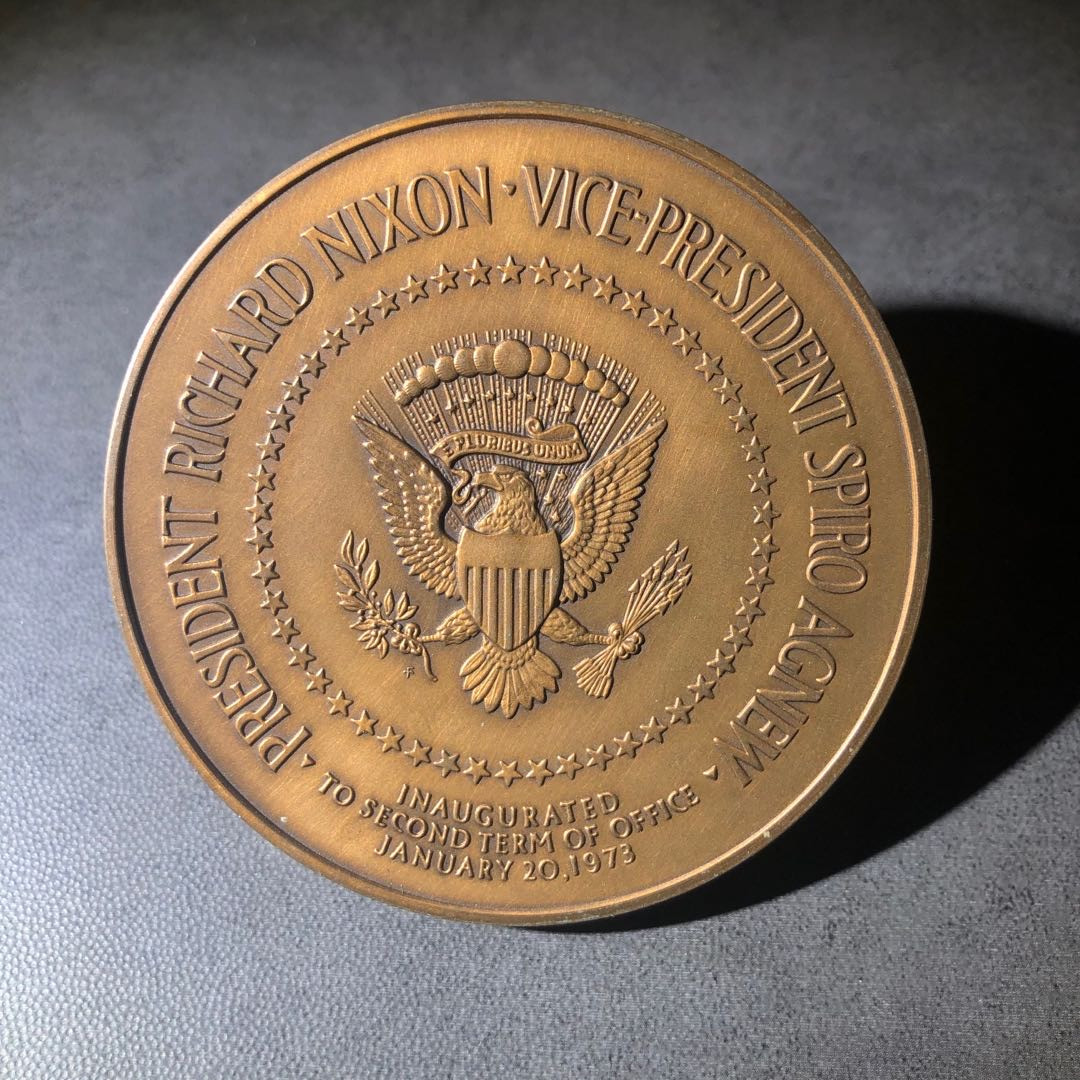 PRESIDENT RICHARD NIXON · VICE-PRESIDENT SPIRO AGNEW
E PLURIBUS UNUM
INAUGURATED
TO SECOND TERM OF OFFICE
JANUARY 20, 1973